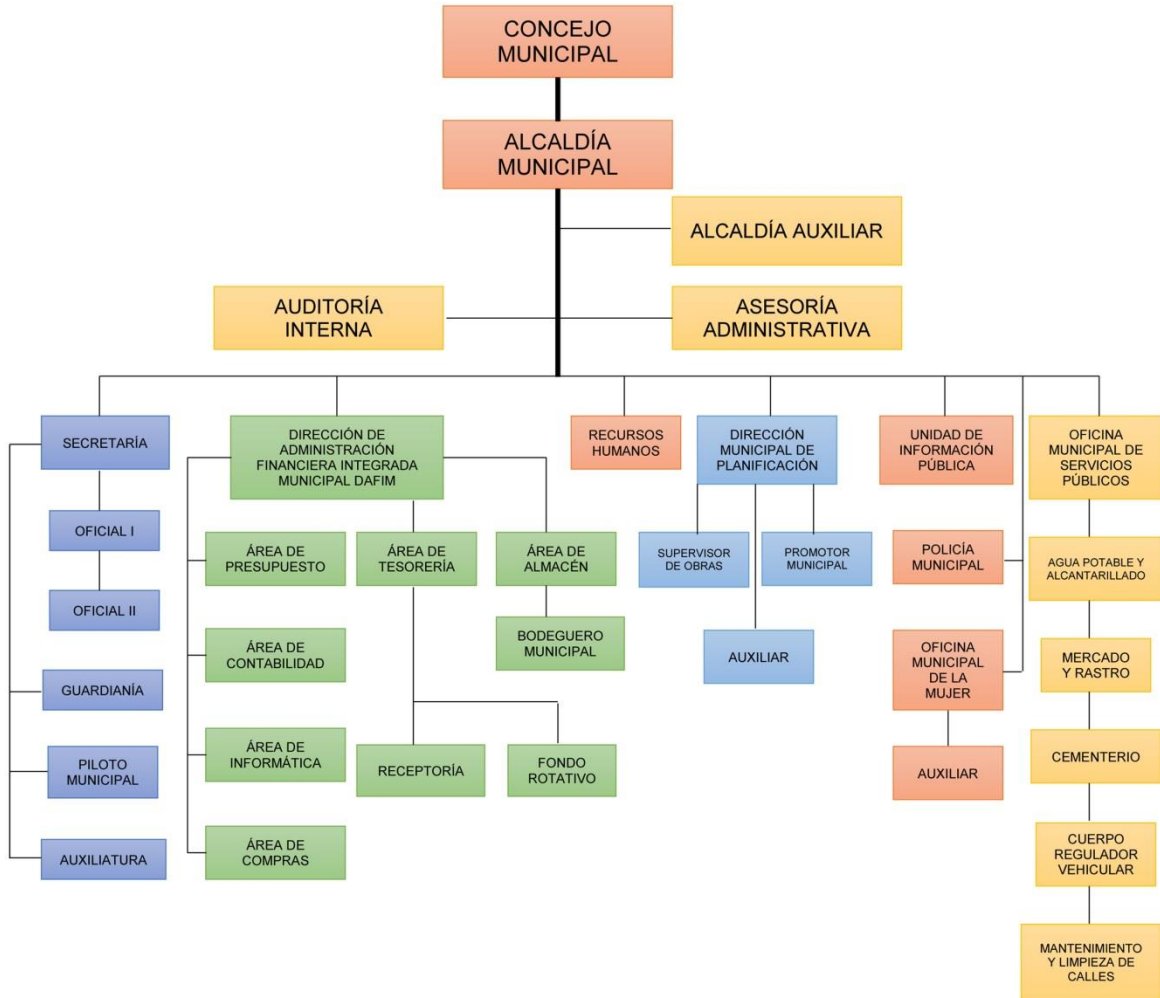 CONCEJO
MUNICIPAL
ALCALDÍA
MUNICIPAL
ALCALDÍA AUXILIAR
AUDITORÍA
INTERNA
ASESORÍA
ADMINISTRATIVA
SECRETARÍA
OFICIAL I
OFICIAL II
GUARDIANÍA
PILOTO
MUNICIPAL
AUXILIATURA
DIRECCIÓN DE
ADMINISTRACIÓN
FINANCIERA INTEGRADA
MUNICIPAL DAFIM
ÁREA DE
PRESUPUESTO
ÁREA DE
CONTABILIDAD
ÁREA DE
INFORMÁTICA
ÁREA DE
COMPRAS
ÁREA DE
TESORERÍA
RECEPTORÍA
FONDO
ROTATIVO
ÁREA DE
ALMACÉN
BODEGUERO
MUNICIPAL
RECURSOS
HUMANOS
DIRECCIÓN
MUNICIPAL DE
PLANIFICACIÓN
SUPERVISOR
DE OBRAS
PROMOTOR
MUNICIPAL
AUXILIAR
UNIDAD DE
INFORMACIÓN
PÚBLICA
POLICÍA
MUNICIPAL
OFICINA
MUNICIPAL
DE LA
MUJER
AUXILIAR
OFICINA
MUNICIPAL DE
SERVICIOS
PÚBLICOS
AGUA POTABLE Y
ALCANTARILLADO
MERCADO
Y RASTRO
CEMENTERIO
CUERPO
REGULADOR
VEHICULAR
MANTENIMIENTO
Y LIMPIEZA DE
CALLES